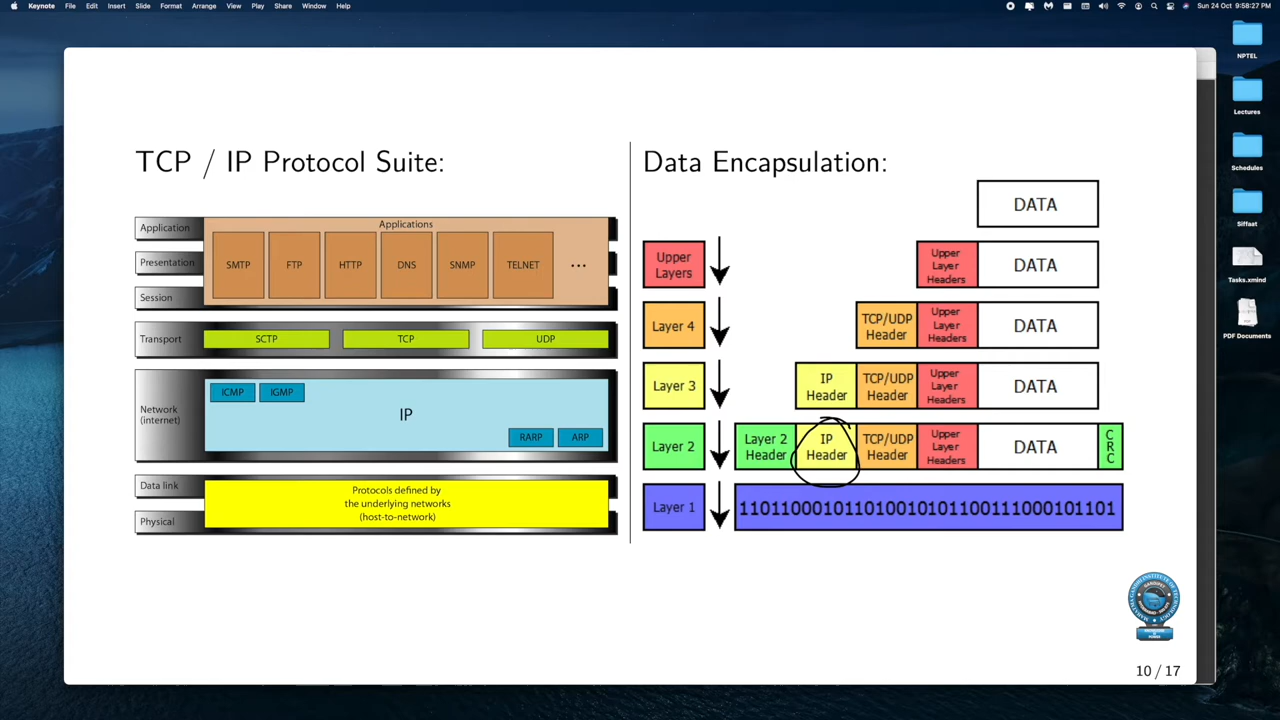 Keynote File Edit Insert Slide Format Arrange View Play Share Window Help
Sun 24 Oct 9:58:27 PM
NPTEL
Lectures
Schedules
Siffaat
Tasks.xmind
PDF Documents
TCP / IP Protocol Suite:
Application
Presentation
Session
Applications
SMTP FTP HTTP DNS SNMP TELNET ...
Transport
SCTP TCP UDP
Network
(internet)
ICMP IGMP
IP
RARP ARP
Data link
Physical
Protocols defined by
the underlying networks
(host-to-network)
Data Encapsulation:
DATA
Upper
Layers
Upper
Layer
Headers
DATA
Layer 4
TCP/UDP
Header
Upper
Layer
Headers
DATA
Layer 3
IP
Header
TCP/UDP
Header
Upper
Layer
Headers
DATA
Layer 2
Layer 2
Header
IP
Header
TCP/UDP
Header
Upper
Layer
Headers
DATA
C
R
C
Layer 1
1101100010110100101011001110001011​01
10 / 17